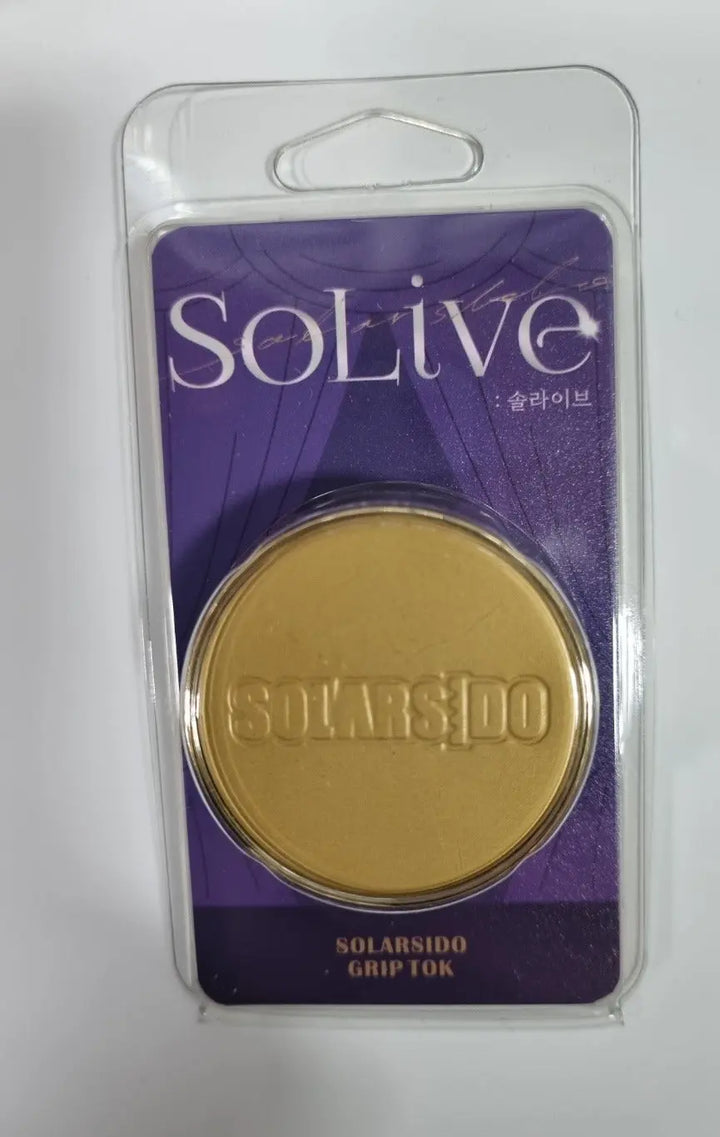 SoLive
: 솔라이브
SOLARSIDO
SOLARSIDO
GRIP TOK